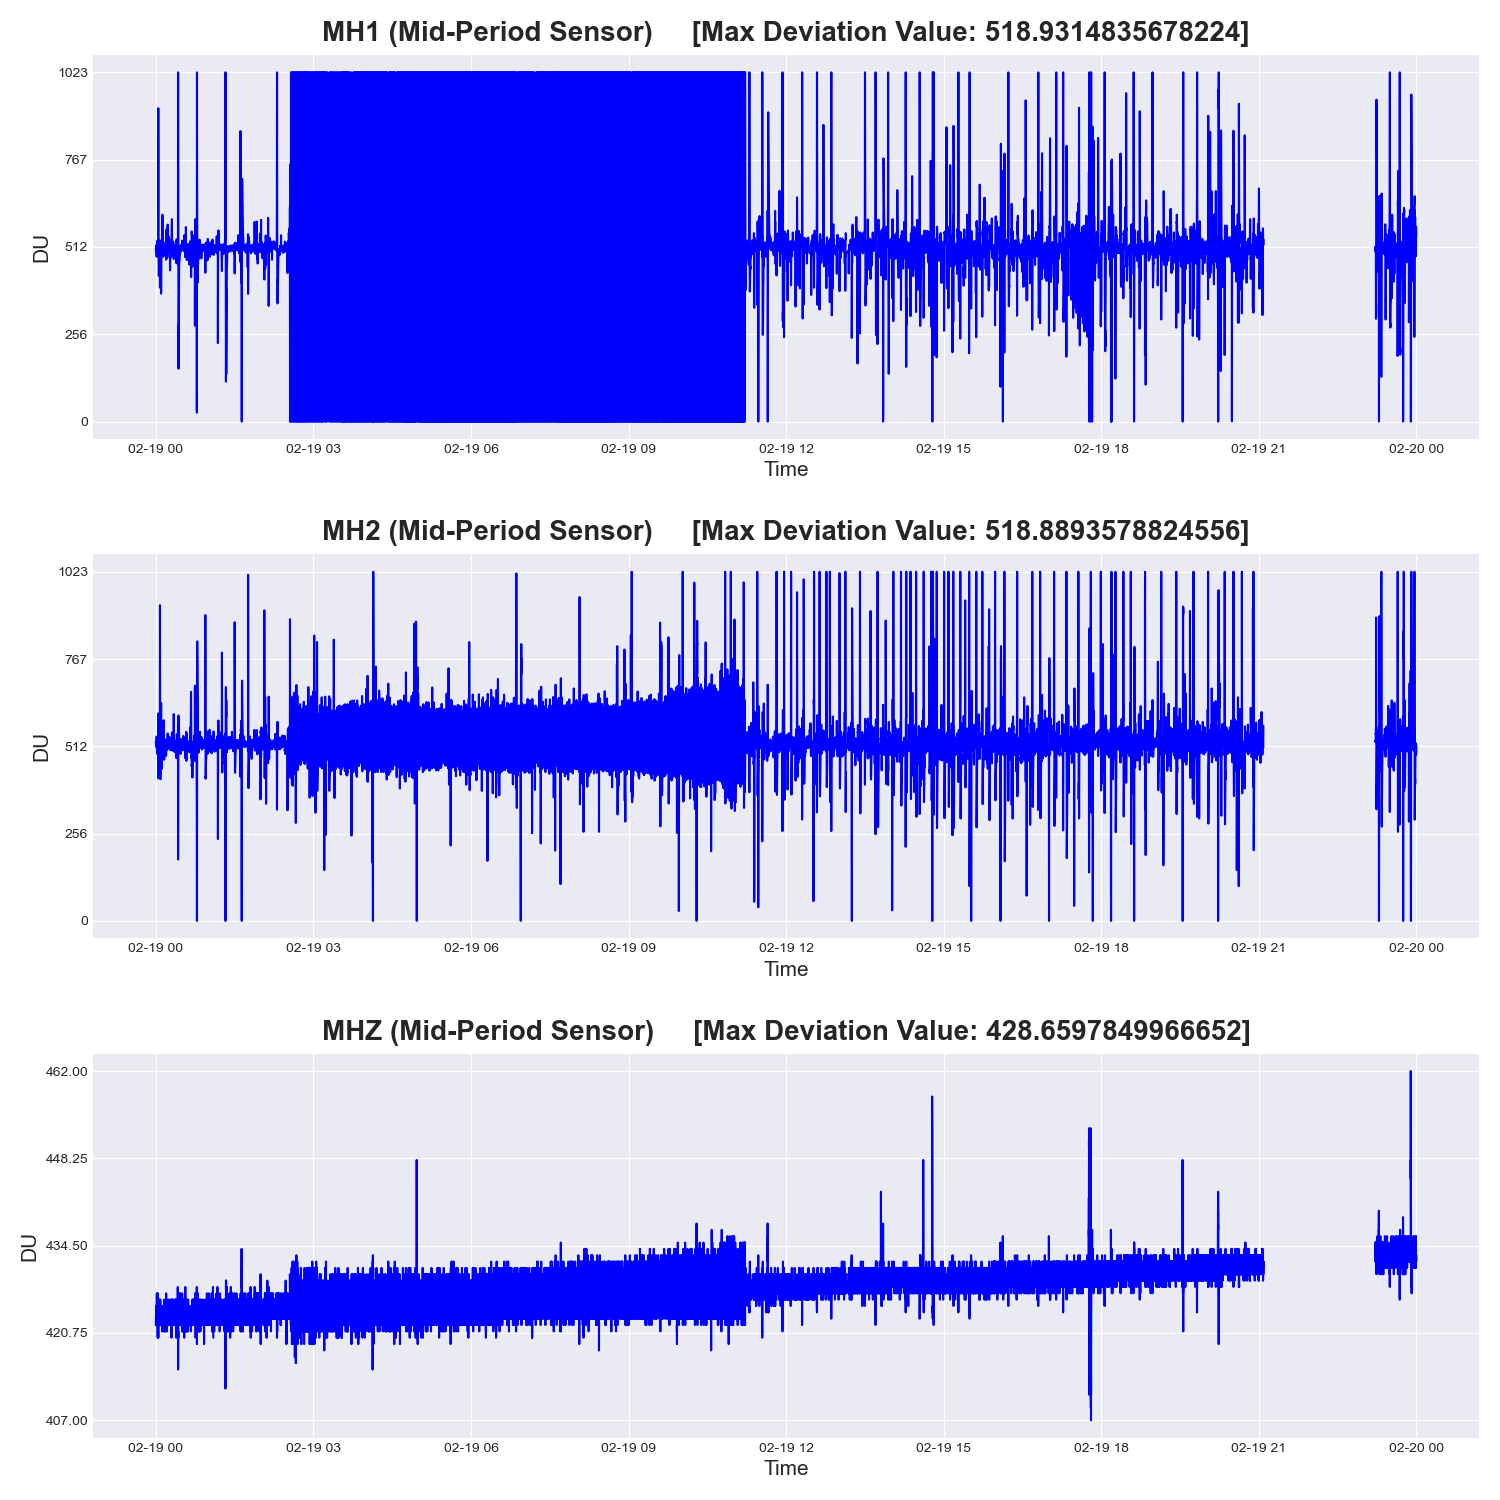 MH1 (Mid-Period Sensor) [Max Deviation Value: 518.9314835678224]
1023
767
512
256
0
DU
02-19 00 02-19 03 02-19 06 02-19 09 02-19 12 02-19 15 02-19 18 02-19 21 02-20 00
Time
MH2 (Mid-Period Sensor) [Max Deviation Value: 518.8893578824556]
1023
767
512
256
0
DU
02-19 00 02-19 03 02-19 06 02-19 09 02-19 12 02-19 15 02-19 18 02-19 21 02-20 00
Time
MHZ (Mid-Period Sensor) [Max Deviation Value: 428.6597849966652]
462.00
448.25
434.50
420.75
407.00
DU
02-19 00 02-19 03 02-19 06 02-19 09 02-19 12 02-19 15 02-19 18 02-19 21 02-20 00
Time